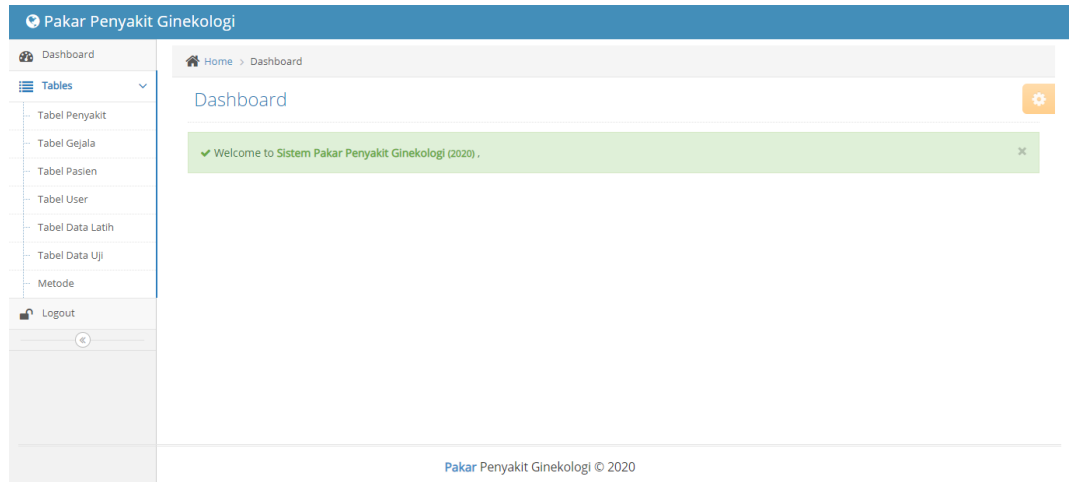 Pakar Penyakit Ginekologi
Dashboard
Tables
Tabel Penyakit
Tabel Gejala
Tabel Pasien
Tabel User
Tabel Data Latih
Tabel Data Uji
Metode
Logout
Home > Dashboard
Dashboard
Welcome to Sistem Pakar Penyakit Ginekologi (2020) .
Pakar Penyakit Ginekologi © 2020